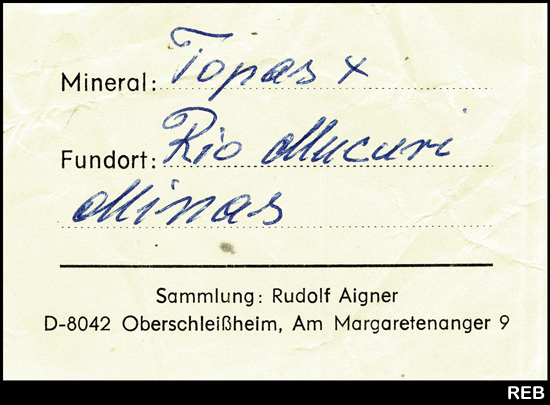 Mineral: Topas x
Fundort: Rio Mucuri
Minas
Sammlung: Rudolf Aigner
D-8042 Oberschleißheim, Am Margaretenanger 9
REB